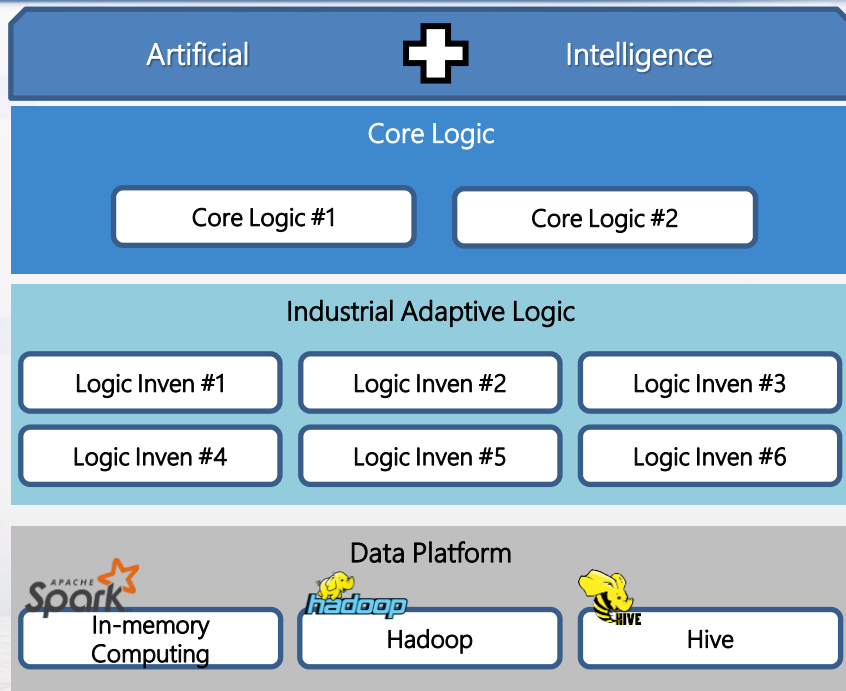 Artificial Intelligence
Core Logic
Core Logic #1 Core Logic #2
Industrial Adaptive Logic
Logic Inven #1 Logic Inven #2 Logic Inven #3
Logic Inven #4 Logic Inven #5 Logic Inven #6
Data Platform
APACHE
Spark
hadoop
HIVE
In-memory
Computing
Hadoop
Hive